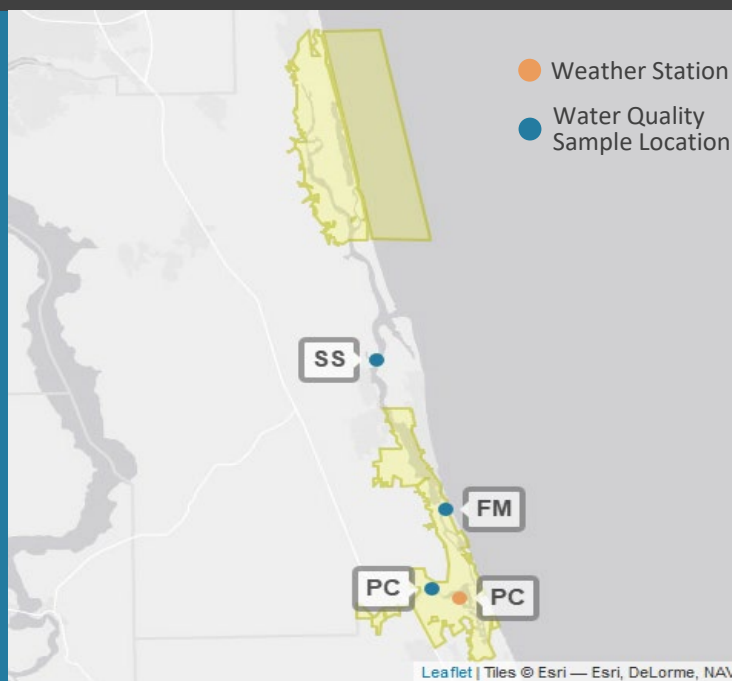 Weather Station
Water Quality
Sample Location
SS
FM
PC
PC
Leaflet | Tiles © Esri — Esri, DeLorme, NAV